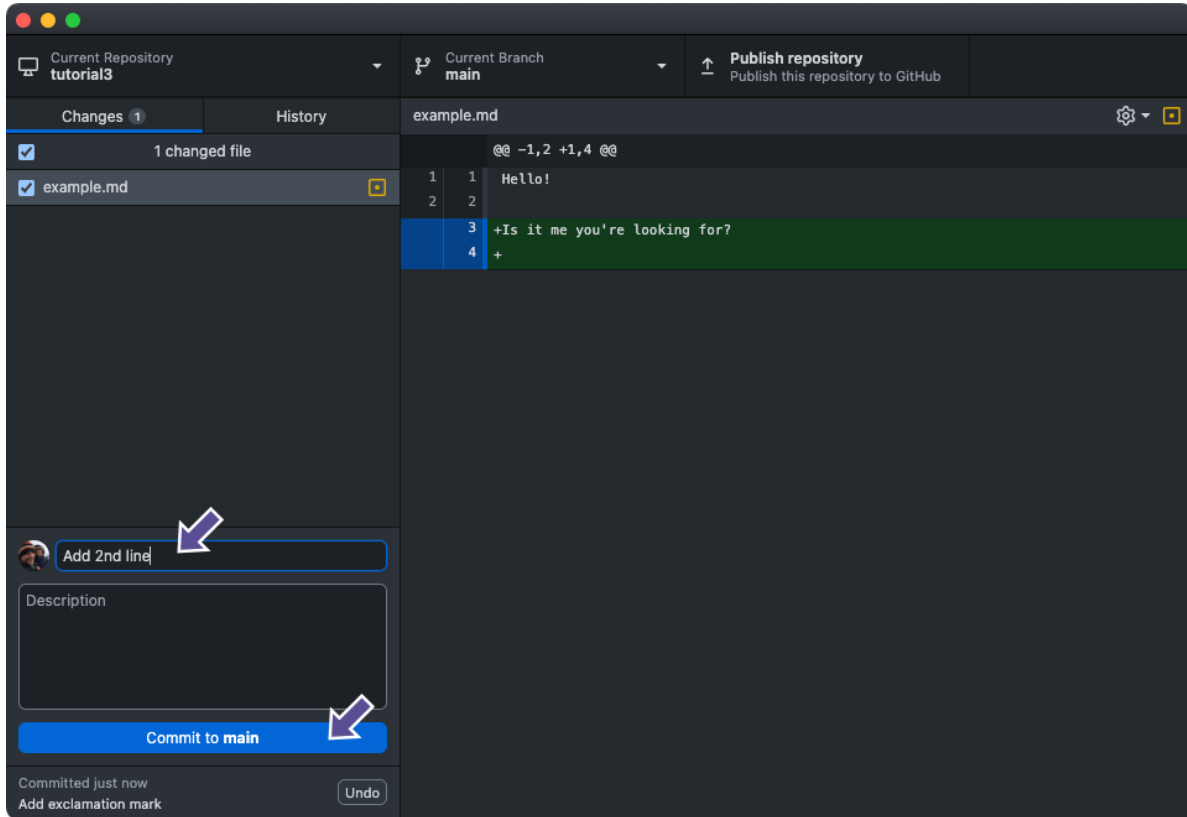 Current Repository
tutorial3
Current Branch
main
Publish repository
Publish this repository to GitHub
Changes 1
History
1 changed file
example.md
example.md
@@ -1,2 +1,4 @@
1 1 Hello!
2 2
3 +Is it me you're looking for?
4 +
Add 2nd line
Description
Commit to main
Committed just now
Add exclamation mark
Undo